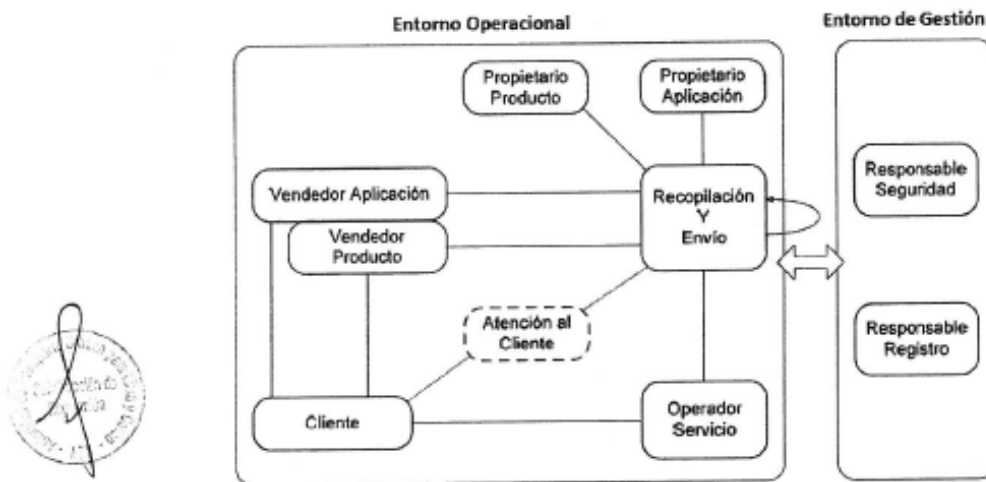 Entorno Operacional
Entorno de Gestión
Propietario
Producto
Propietario
Aplicación
Vendedor Aplicación
Recopilación
Y
Envío
Responsable
Seguridad
Vendedor
Producto
Atención al
Cliente
Responsable
Registro
Cliente
Operador
Servicio